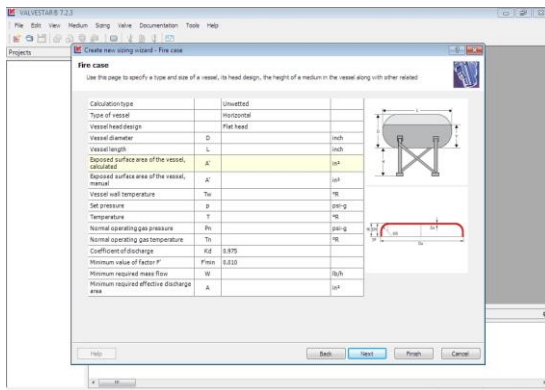 VALVESTAR® 7.2.3
File Edit View Medium Sizing Valve Documentation Tools Help
Projects
Create new sizing wizard - Fire case
Fire case
Use this page to specify a type and size of a vessel, its head design, the height of a medium in the vessel along with other related
Calculation type Unwetted
Type of vessel Horizontal
Vessel head design Flat head
Vessel diameter D inch
Vessel length L inch
Exposed surface area of the vessel, calculated A' in²
Exposed surface area of the vessel, manual A' in²
Vessel wall temperature Tw °R
Set pressure p psi-g
Temperature T °R
Normal operating gas pressure Pn psi-g
Normal operating gas temperature Tn °R
Coefficient of discharge Kd 0.975
Minimum value of factor F' F'min 0.010
Minimum required mass flow W lb/h
Minimum required effective discharge area A in²
Help Back Next Finish Cancel